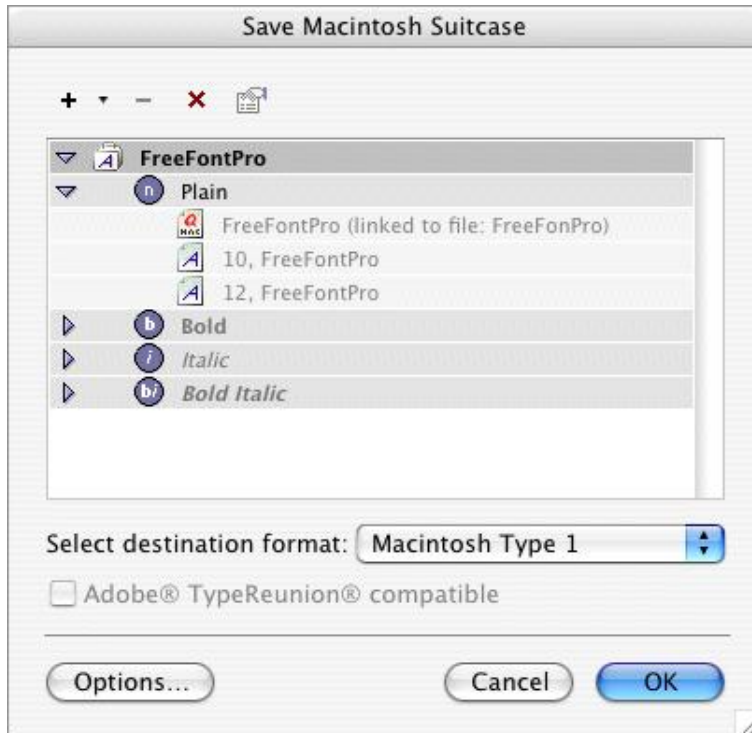 Save Macintosh Suitcase
FreeFontPro
n Plain
FreeFontPro (linked to file: FreeFonPro)
10, FreeFontPro
12, FreeFontPro
b Bold
i Italic
bi Bold Italic
Select destination format: Macintosh Type 1
Adobe® TypeReunion® compatible
Options... Cancel OK